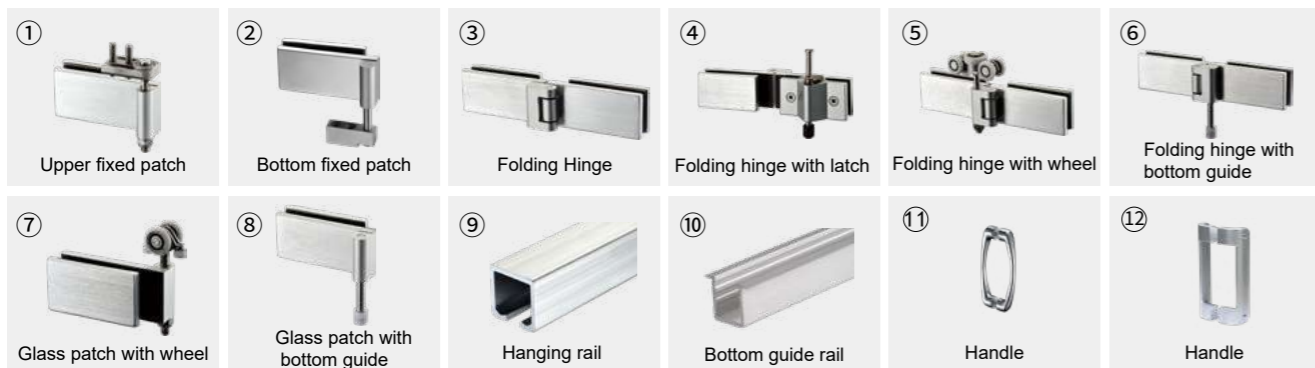 ①
Upper fixed patch
②
Bottom fixed patch
③
Folding Hinge
④
Folding hinge with latch
⑤
Folding hinge with wheel
⑥
Folding hinge with
bottom guide
⑦
Glass patch with wheel
⑧
Glass patch with
bottom guide
⑨
Hanging rail
⑩
Bottom guide rail
⑪
Handle
⑫
Handle